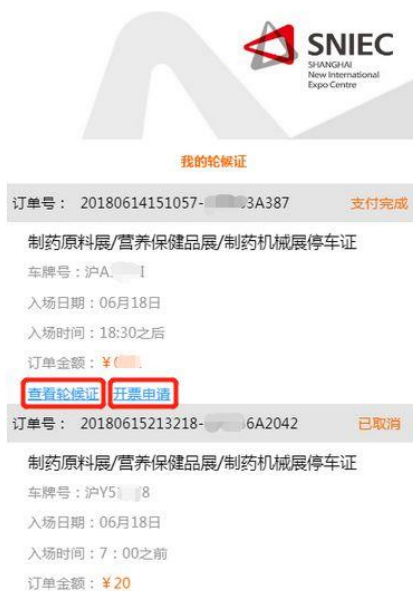 SNIEC
SHANGHAI
New International
Expo Centre
我的轮候证
订单号： 20180614151057- 3A387 支付完成
制药原料展/营养保健品展/制药机械展停车证
车牌号：沪A
入场日期：06月18日
入场时间：18:30之后
订单金额：￥
查看轮候证 开票申请
订单号： 20180615213218- 6A2042 已取消
制药原料展/营养保健品展/制药机械展停车证
车牌号：沪Y5 8
入场日期：06月18日
入场时间：7：00之前
订单金额：￥20